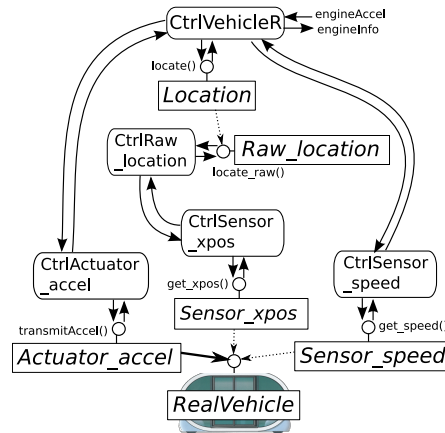 CtrlVehicleR
engineAccel
engineInfo
locate()
Location
CtrlRaw
_location
Raw_location
locate_raw()
CtrlSensor
_xpos
CtrlActuator
_accel
CtrlSensor
_speed
get_xpos()
Sensor_xpos
transmitAccel()
get_speed()
Actuator_accel
Sensor_speed
RealVehicle